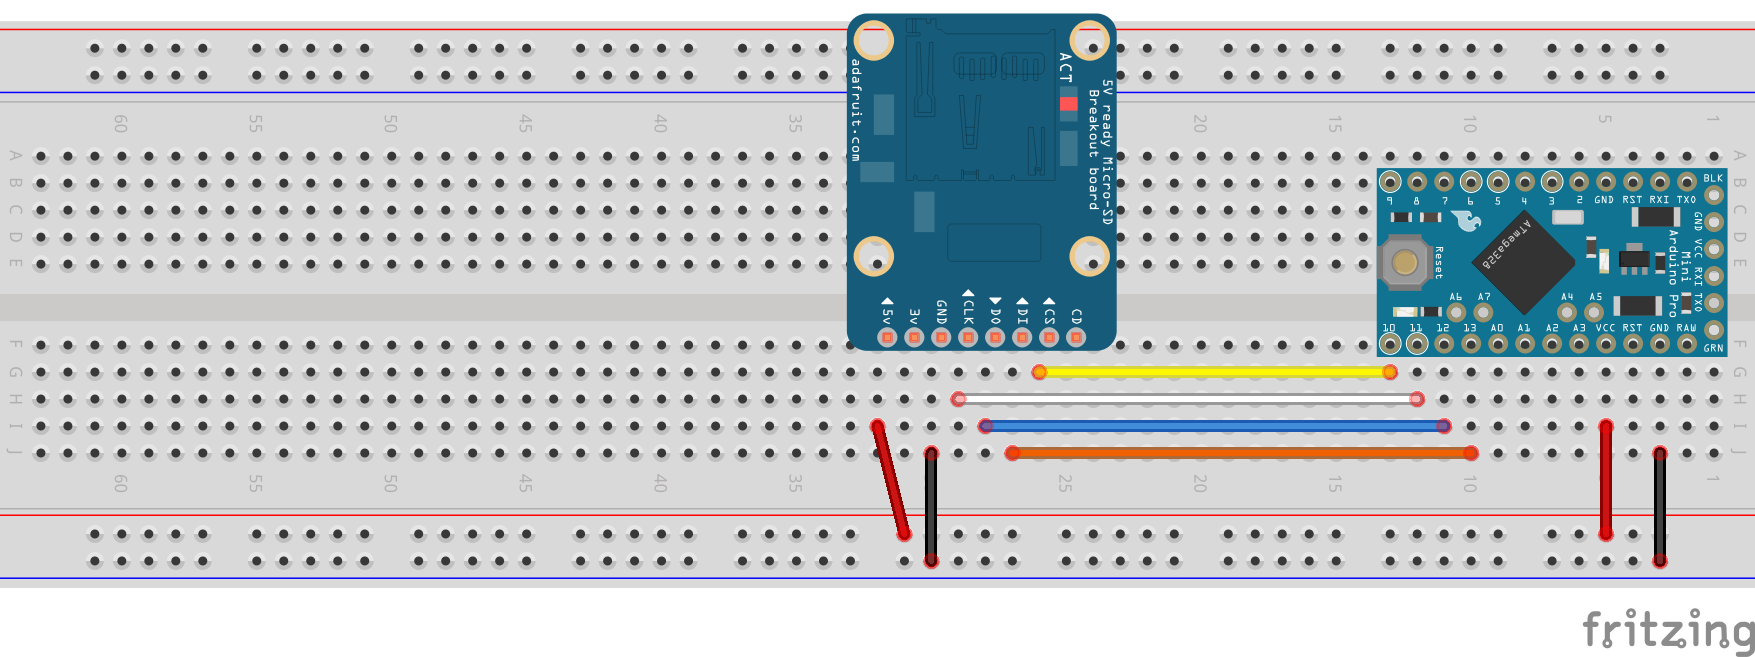 60 55 50 45 40 35 20 15 10 5 1
A
B
C
D
E
F
G
H
I
J
A
B
C
D
E
F
G
H
I
J
60 55 50 45 40 35 25 20 15 10 1
adafruit.com
ACT
5V ready Micro-SD
Breakout board
5v 3v GND CLK DO DI CS CD
9 8 7 6 5 4 3 2 GND RST RXI TXO
BLK
GND
VCC
RXI
TXO
GRN
Reset
ATmega328
Arduino Pro
Mini
A6 A7 A4 A5
10 11 12 13 A0 A1 A2 A3 VCC RST GND RAW
fritzing